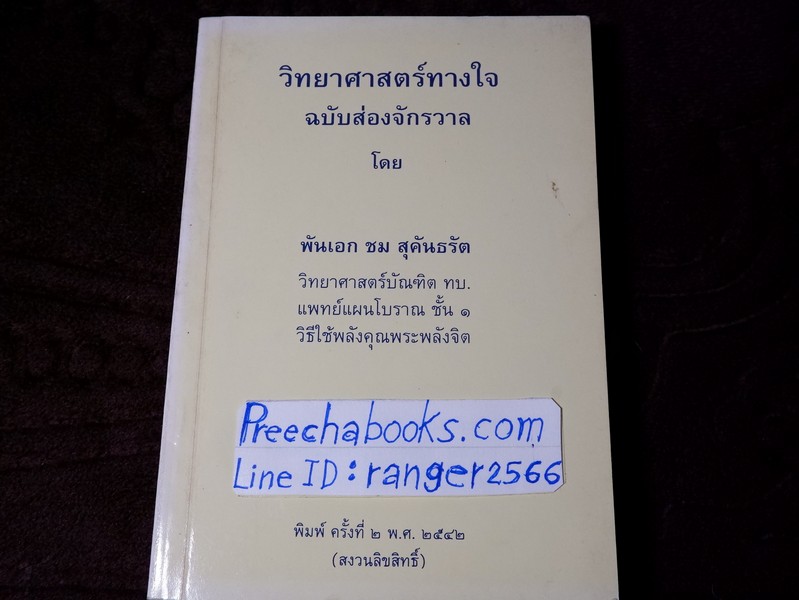 วิทยาศาสตร์ทางใจ
ฉบับส่องจักรวาล
โดย
พันเอก ชม สุคันธรัต
วิทยาศาสตร์บัณฑิต ทบ.
แพทย์แผนโบราณ ชั้น ๑
วิธีใช้พลังคุณพระพลังจิต
Preechabooks.com
Line ID : ranger2566
พิมพ์ ครั้งที่ ๒ พ.ศ. ๒๕๔๒
(สงวนลิขสิทธิ์)